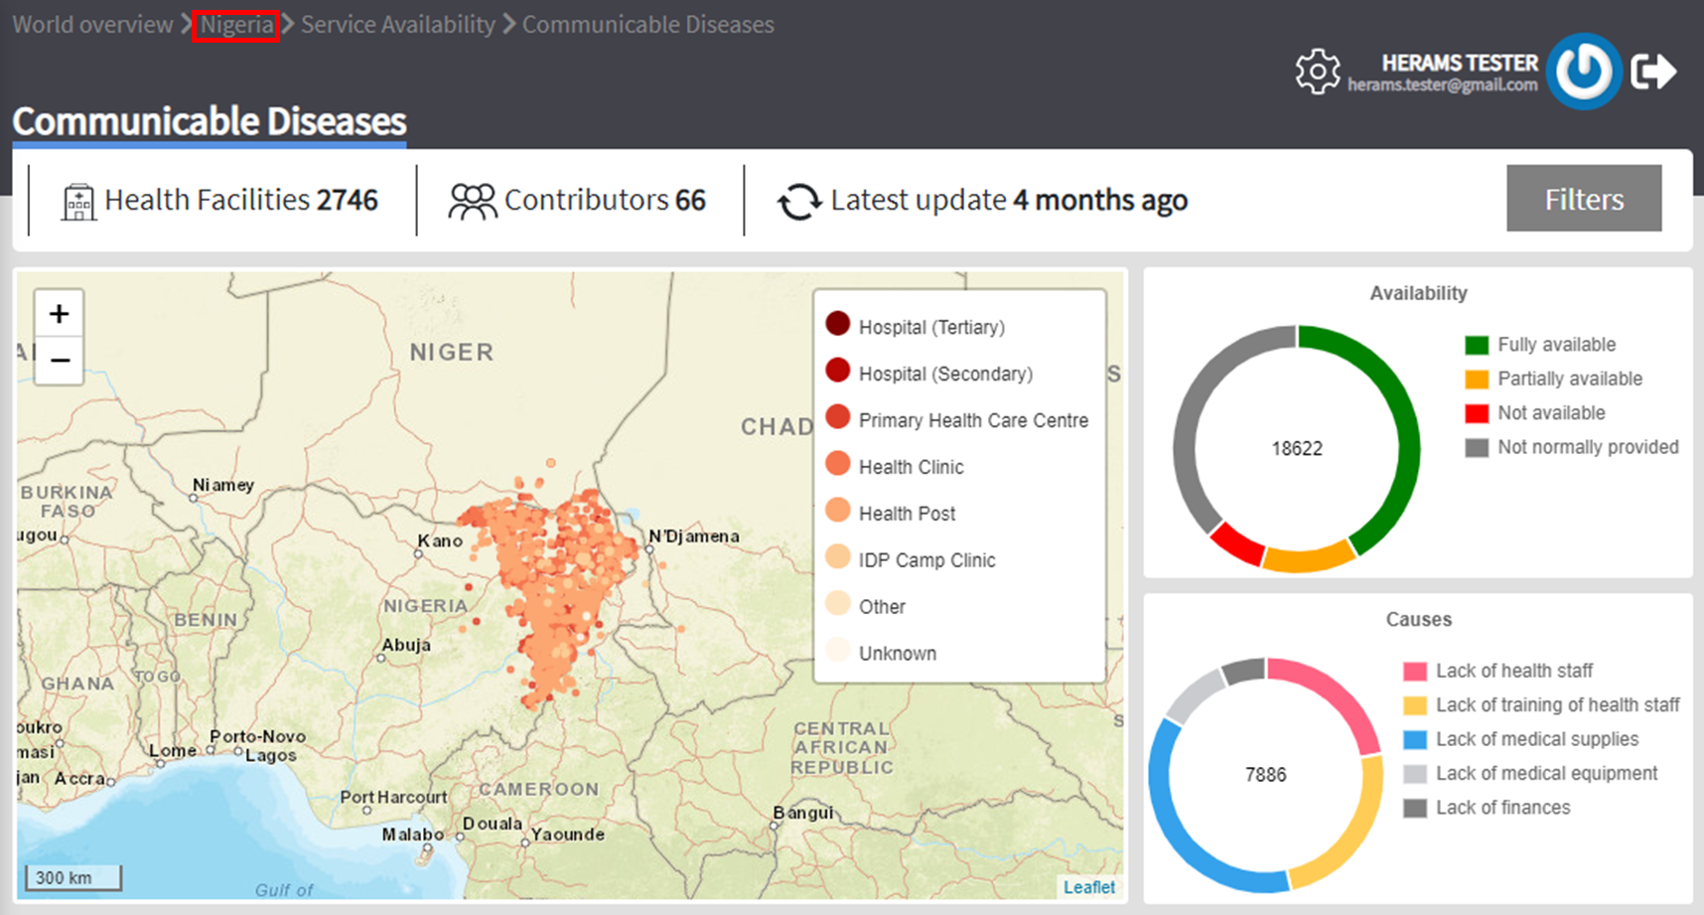 World overview > Nigeria > Service Availability > Communicable Diseases
HERAMS TESTER
herams.tester@gmail.com
Communicable Diseases
Health Facilities 2746
Contributors 66
Latest update 4 months ago
Filters
+
−
NIGER
CHAD
S
BURKINA
FASO
Niamey
ugou
Kano
N'Djamena
NIGERIA
BENIN
Abuja
GHANA
TOGO
oukro
masi
jan
Accra
Lome
Porto-Novo
Lagos
Port Harcourt
CAMEROON
Malabo
Douala
Yaounde
CENTRAL
AFRICAN
REPUBLIC
Bangui
S
300 km
Gulf of
Leaflet
Hospital (Tertiary)
Hospital (Secondary)
Primary Health Care Centre
Health Clinic
Health Post
IDP Camp Clinic
Other
Unknown
Availability
18622
Fully available
Partially available
Not available
Not normally provided
Causes
7886
Lack of health staff
Lack of training of health staff
Lack of medical supplies
Lack of medical equipment
Lack of finances